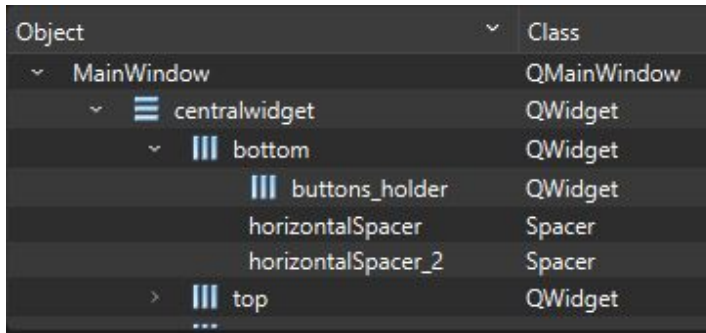 Object Class
MainWindow QMainWindow
centralwidget QWidget
bottom QWidget
buttons_holder QWidget
horizontalSpacer Spacer
horizontalSpacer_2 Spacer
top QWidget